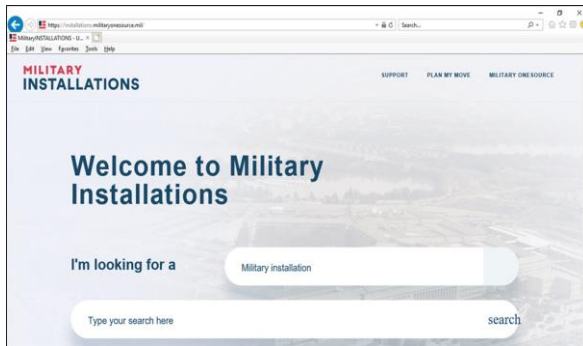 https://installations.militaryonesource.mil/
Search...
MilitaryINSTALLATIONS - U...
File Edit View Favorites Tools Help
MILITARY
INSTALLATIONS
SUPPORT PLAN MY MOVE MILITARY ONESOURCE
Welcome to Military
Installations
I'm looking for a
Military installation
Type your search here
search